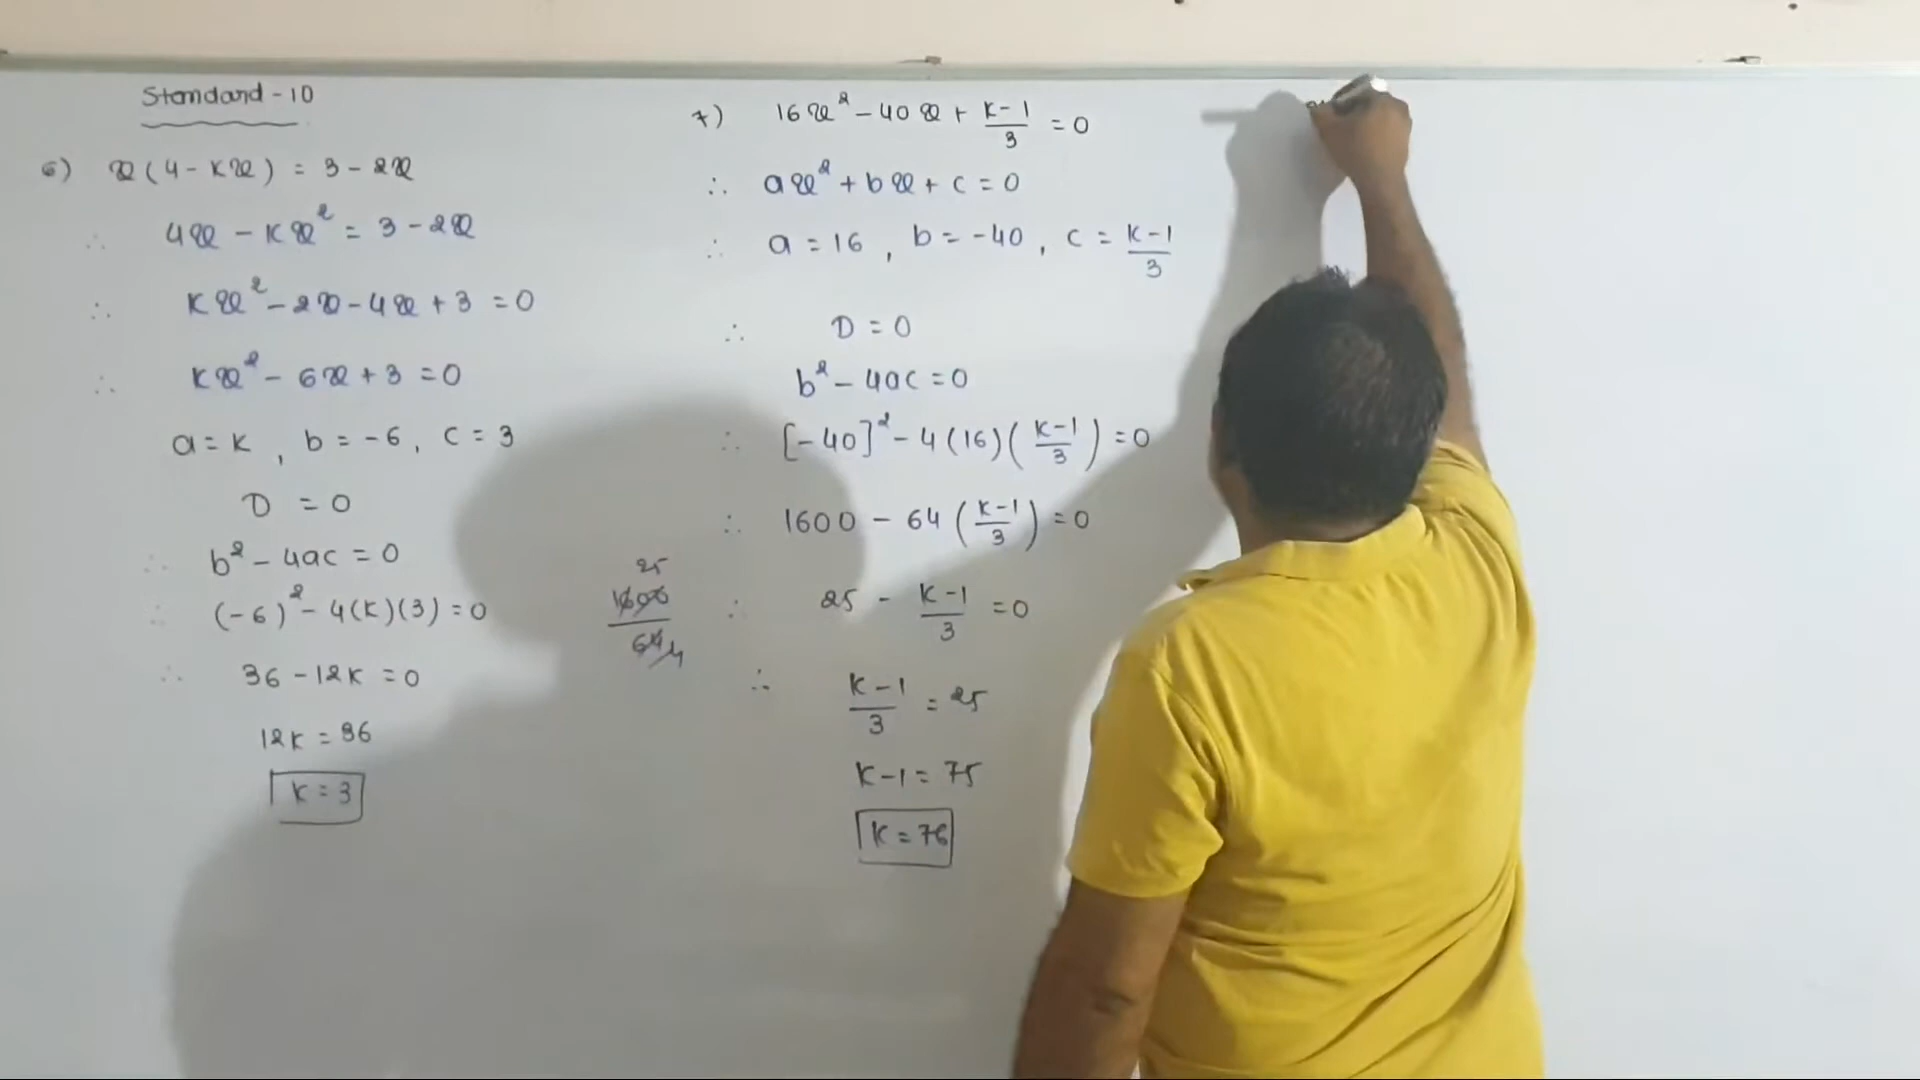 Standard - 10
6) x(4 - Kx) = 3 - 2x
∴ 4x - Kx² = 3 - 2x
∴ Kx² - 2x - 4x + 3 = 0
∴ Kx² - 6x + 3 = 0
a = K , b = -6 , c = 3
D = 0
∴ b² - 4ac = 0
∴ (-6)² - 4(K)(3) = 0
∴ 36 - 12K = 0
12K = 36
K = 3
7) 16x² - 40x + (K-1)/3 = 0
∴ ax² + bx + c = 0
∴ a = 16 , b = -40 , c = (K-1)/3
∴ D = 0
b² - 4ac = 0
∴ [-40]² - 4(16)((K-1)/3) = 0
∴ 1600 - 64((K-1)/3) = 0
25
1600
64 4
∴ 25 - (K-1)/3 = 0
∴ (K-1)/3 = 25
K-1 = 75
K = 76